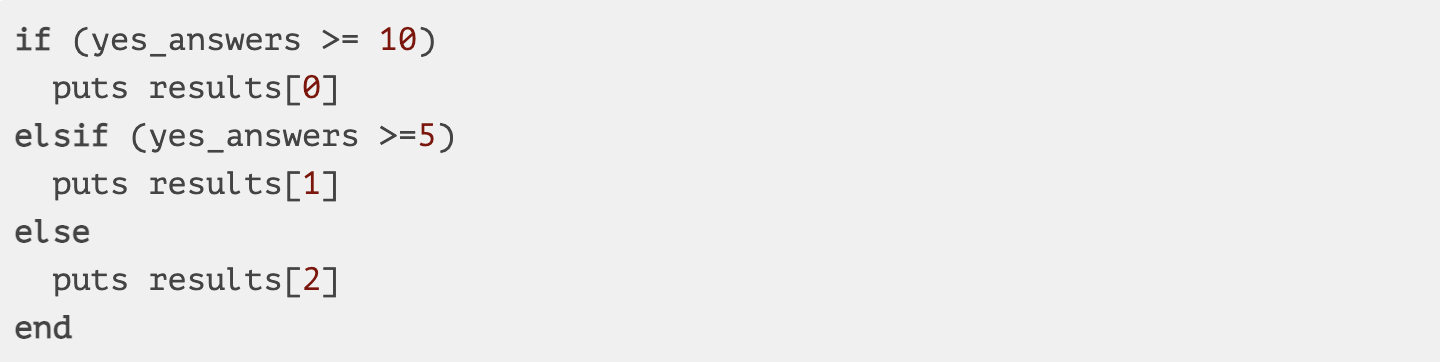 if (yes_answers >= 10)
  puts results[0]
elsif (yes_answers >=5)
  puts results[1]
else
  puts results[2]
end